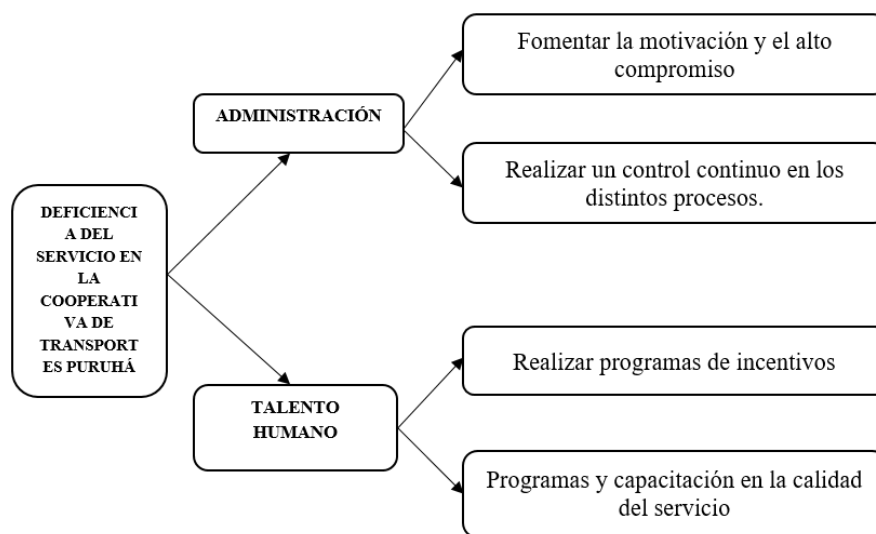 DEFICIENCI
A DEL
SERVICIO EN
LA
COOPERATI
VA DE
TRANSPORT
ES PURUHÁ
ADMINISTRACIÓN
Fomentar la motivación y el alto
compromiso
Realizar un control continuo en los
distintos procesos.
TALENTO
HUMANO
Realizar programas de incentivos
Programas y capacitación en la calidad
del servicio